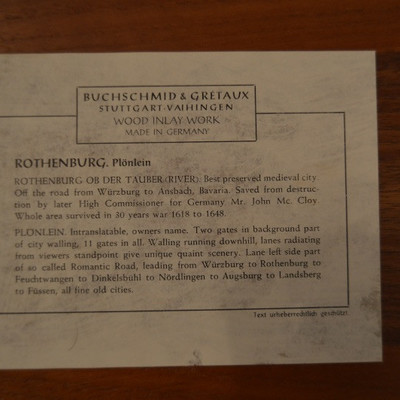 BUCHSCHMID & GRETAUX
STUTTGART-VAIHINGEN
WOOD INLAY WORK
MADE IN GERMANY
ROTHENBURG. Plönlein
ROTHENBURG OB DER TAUBER (RIVER). Best preserved medieval city.
Off the road from Würzburg to Ansbach, Bavaria. Saved from destruc-
tion by later High Commissioner for Germany Mr. John Mc. Cloy.
Whole area survived in 30 years war 1618 to 1648.
PLONLEIN. Intranslatable, owners name. Two gates in background part
of city walling, 11 gates in all. Walling running downhill, lanes radiating
from viewers standpoint give unique quaint scenery. Lane left side part
of so called Romantic Road, leading from Würzburg to Rothenburg to
Feuchtwangen to Dinkelsbühl to Nördlingen to Augsburg to Landsberg
to Füssen, all fine old cities.
Text urheberrechtlich geschützt.